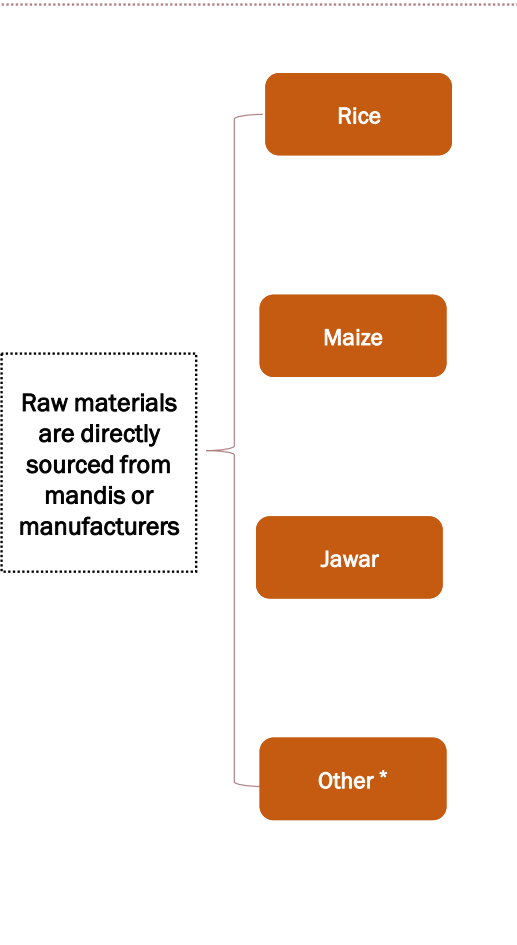 Rice
Maize
Raw materials
are directly
sourced from
mandis or
manufacturers
Jawar
Other *